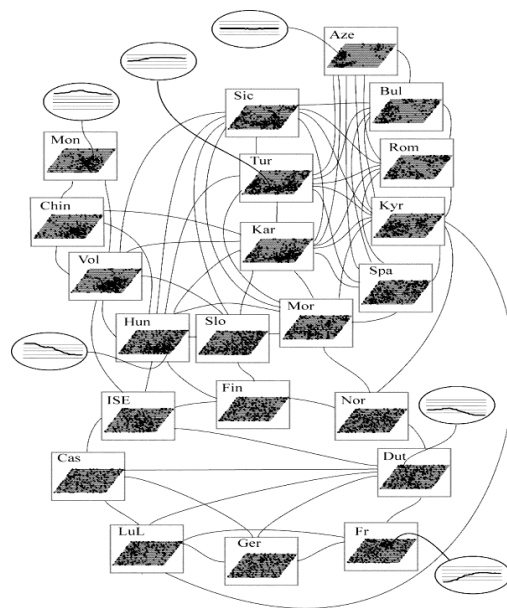 Aze
Sic
Bul
Mon
Tur
Rom
Chin
Kar
Kyr
Vol
Spa
Hun
Slo
Mor
ISE
Fin
Nor
Cas
Dut
LuL
Ger
Fr